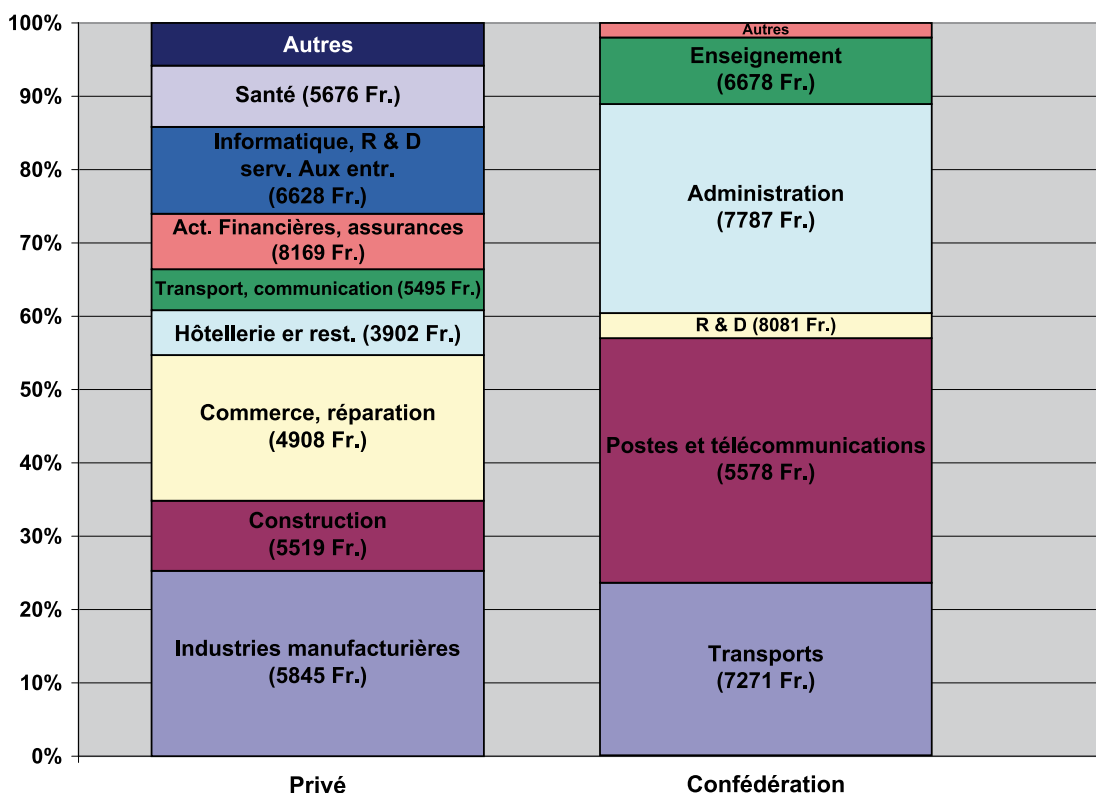 100%
90%
80%
70%
60%
50%
40%
30%
20%
10%
0%
Autres
Santé (5676 Fr.)
Informatique, R & D
serv. Aux entr.
(6628 Fr.)
Act. Financières, assurances
(8169 Fr.)
Transport, communication (5495 Fr.)
Hôtellerie er rest. (3902 Fr.)
Commerce, réparation
(4908 Fr.)
Construction
(5519 Fr.)
Industries manufacturières
(5845 Fr.)
Privé
Autres
Enseignement
(6678 Fr.)
Administration
(7787 Fr.)
R & D (8081 Fr.)
Postes et télécommunications
(5578 Fr.)
Transports
(7271 Fr.)
Confédération